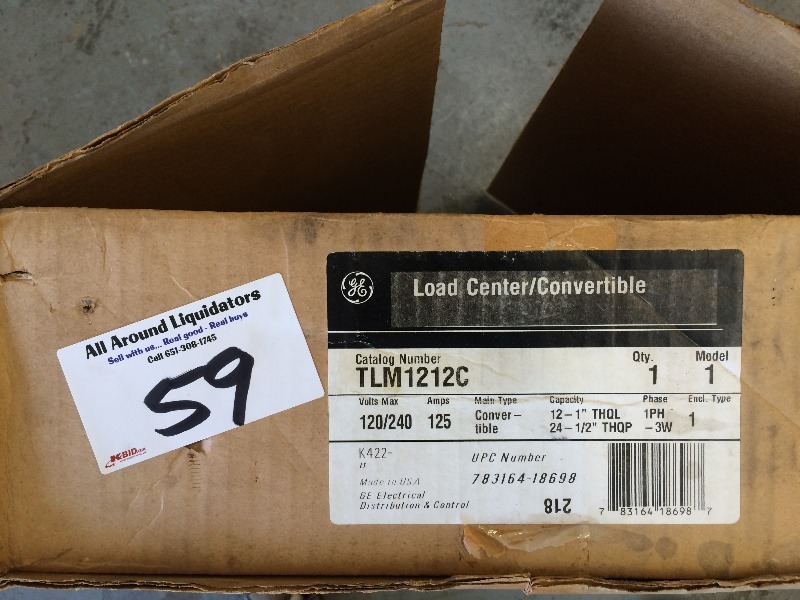 All Around Liquidators
Sell with us... Real good - Real buys
Call 651-308-1745
59
K-BID.com
GE
Load Center/Convertible
Catalog Number Qty. Model
TLM1212C 1 1
Volts Max Amps Main Type Capacity Phase Encl. Type
120/240 125 Conver- 12-1" THQL 1PH 1
tible 24-1/2" THQP -3W
K422-
UPC Number
Made in USA 783164-18698
GE Electrical
Distribution & Control
218
7 83164 18698 7